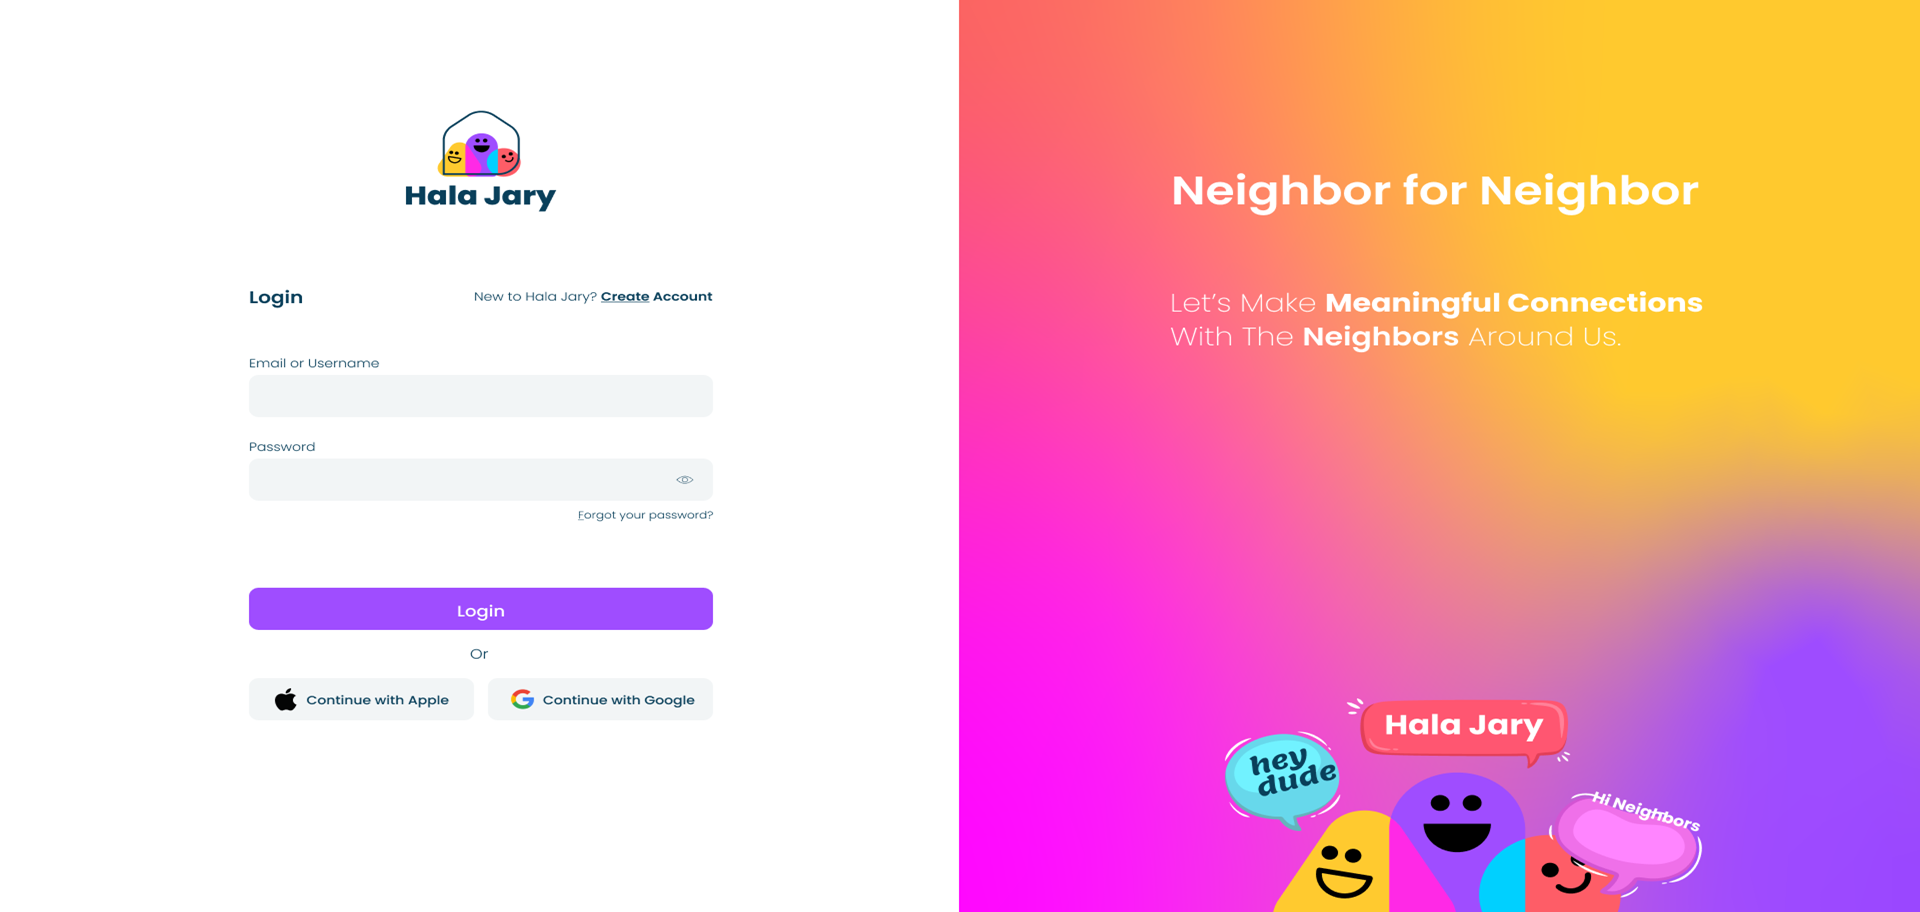 Hala Jary
Login
New to Hala Jary? Create Account
Email or Username
Password
Forgot your password?
Login
Or
Continue with Apple
Continue with Google
Neighbor for Neighbor
Let’s Make Meaningful Connections
With The Neighbors Around Us.
Hala Jary
hey
dude
Hi Neighbors